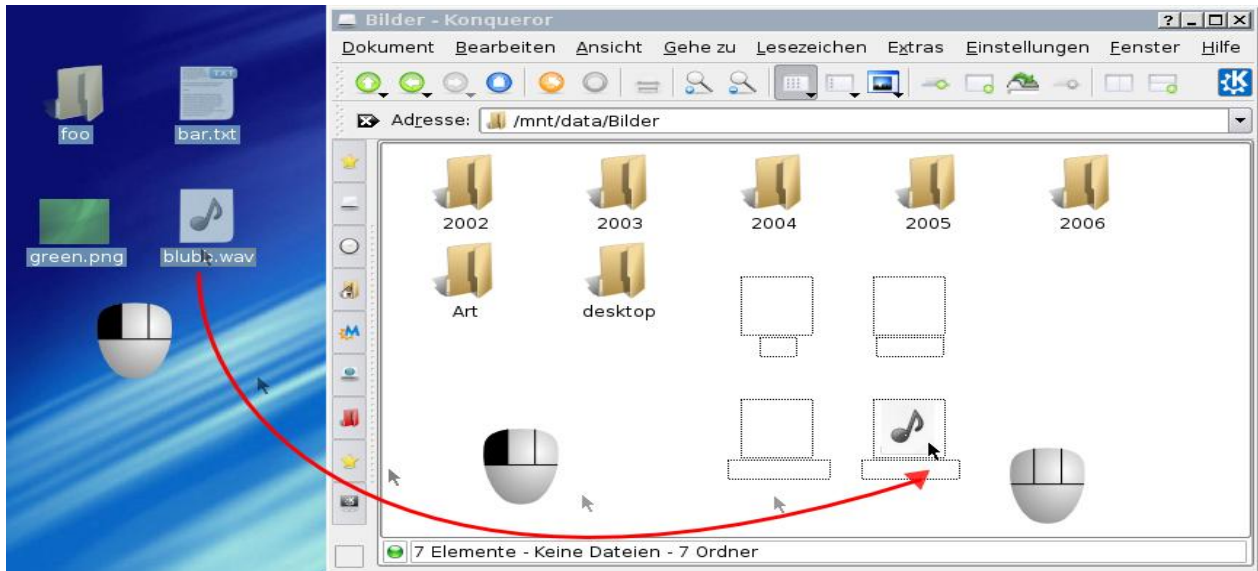 Bilder - Konqueror
Dokument Bearbeiten Ansicht Gehe zu Lesezeichen Extras Einstellungen Fenster Hilfe
Adresse: /mnt/data/Bilder
foo bar.txt
TXT
green.png blubb.wav
2002 2003 2004 2005 2006
Art desktop
7 Elemente - Keine Dateien - 7 Ordner